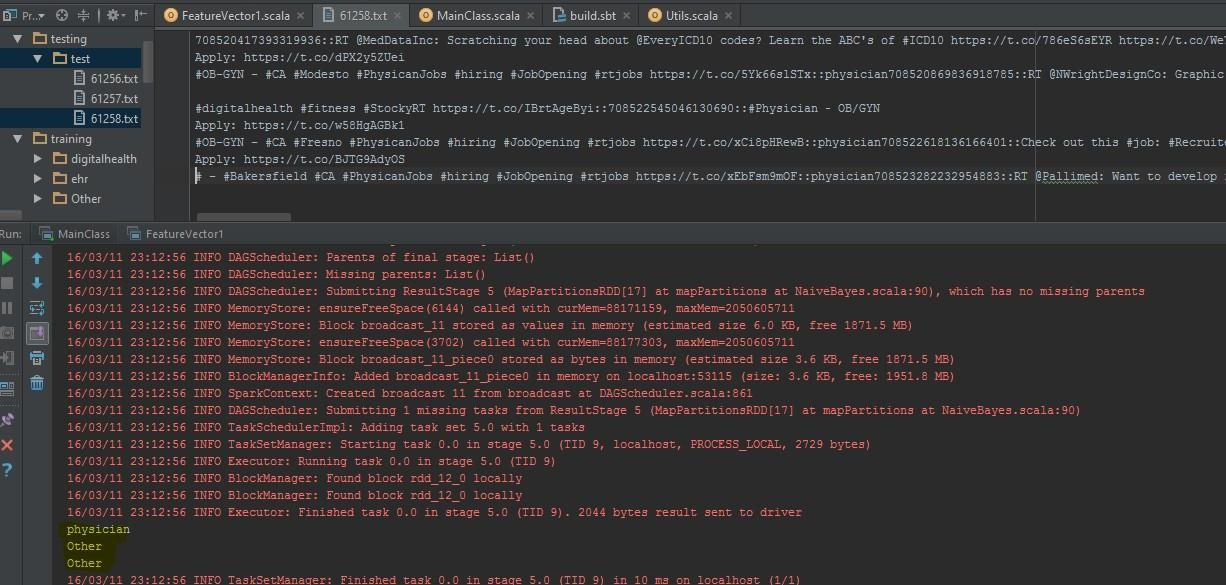 Pr... FeatureVector1.scala 61258.txt MainClass.scala build.sbt Utils.scala
testing
test
61256.txt
61257.txt
61258.txt
training
digitalhealth
ehr
Other
708520417393319936::RT @MedDataInc: Scratching your head about @EveryICD10 codes? Learn the ABC's of #ICD10 https://t.co/786eS6sEYR https://t.co/We
Apply: https://t.co/dPX2y5ZUei
#OB-GYN - #CA #Modesto #PhysicanJobs #hiring #JobOpening #rtjobs https://t.co/5Yk66slSTx::physician708520869836918785::RT @NWrightDesignCo: Graphic
#digitalhealth #fitness #StockyRT https://t.co/IBrtAgeByi::708522545046130690::#Physician - OB/GYN
Apply: https://t.co/w58HgAGBk1
#OB-GYN - #CA #Fresno #PhysicanJobs #hiring #JobOpening #rtjobs https://t.co/xCi8pHRewB::physician708522618136166401::Check out this #job: #Recruite
Apply: https://t.co/BJTG9AdyOS
# - #Bakersfield #CA #PhysicanJobs #hiring #JobOpening #rtjobs https://t.co/xEbFsm9mOF::physician708523282232954883::RT @Pallimed: Want to develop
Run: MainClass FeatureVector1
16/03/11 23:12:56 INFO DAGScheduler: Parents of final stage: List()
16/03/11 23:12:56 INFO DAGScheduler: Missing parents: List()
16/03/11 23:12:56 INFO DAGScheduler: Submitting ResultStage 5 (MapPartitionsRDD[17] at mapPartitions at NaiveBayes.scala:90), which has no missing parents
16/03/11 23:12:56 INFO MemoryStore: ensureFreeSpace(6144) called with curMem=88171159, maxMem=2050605711
16/03/11 23:12:56 INFO MemoryStore: Block broadcast_11 stored as values in memory (estimated size 6.0 KB, free 1871.5 MB)
16/03/11 23:12:56 INFO MemoryStore: ensureFreeSpace(3702) called with curMem=88177303, maxMem=2050605711
16/03/11 23:12:56 INFO MemoryStore: Block broadcast_11_piece0 stored as bytes in memory (estimated size 3.6 KB, free 1871.5 MB)
16/03/11 23:12:56 INFO BlockManagerInfo: Added broadcast_11_piece0 in memory on localhost:53115 (size: 3.6 KB, free: 1951.8 MB)
16/03/11 23:12:56 INFO SparkContext: Created broadcast 11 from broadcast at DAGScheduler.scala:861
16/03/11 23:12:56 INFO DAGScheduler: Submitting 1 missing tasks from ResultStage 5 (MapPartitionsRDD[17] at mapPartitions at NaiveBayes.scala:90)
16/03/11 23:12:56 INFO TaskSchedulerImpl: Adding task set 5.0 with 1 tasks
16/03/11 23:12:56 INFO TaskSetManager: Starting task 0.0 in stage 5.0 (TID 9, localhost, PROCESS_LOCAL, 2729 bytes)
16/03/11 23:12:56 INFO Executor: Running task 0.0 in stage 5.0 (TID 9)
16/03/11 23:12:56 INFO BlockManager: Found block rdd_12_0 locally
16/03/11 23:12:56 INFO BlockManager: Found block rdd_12_0 locally
16/03/11 23:12:56 INFO Executor: Finished task 0.0 in stage 5.0 (TID 9). 2044 bytes result sent to driver
physician
Other
Other
16/03/11 23:12:56 INFO TaskSetManager: Finished task 0.0 in stage 5.0 (TID 9) in 10 ms on localhost (1/1)